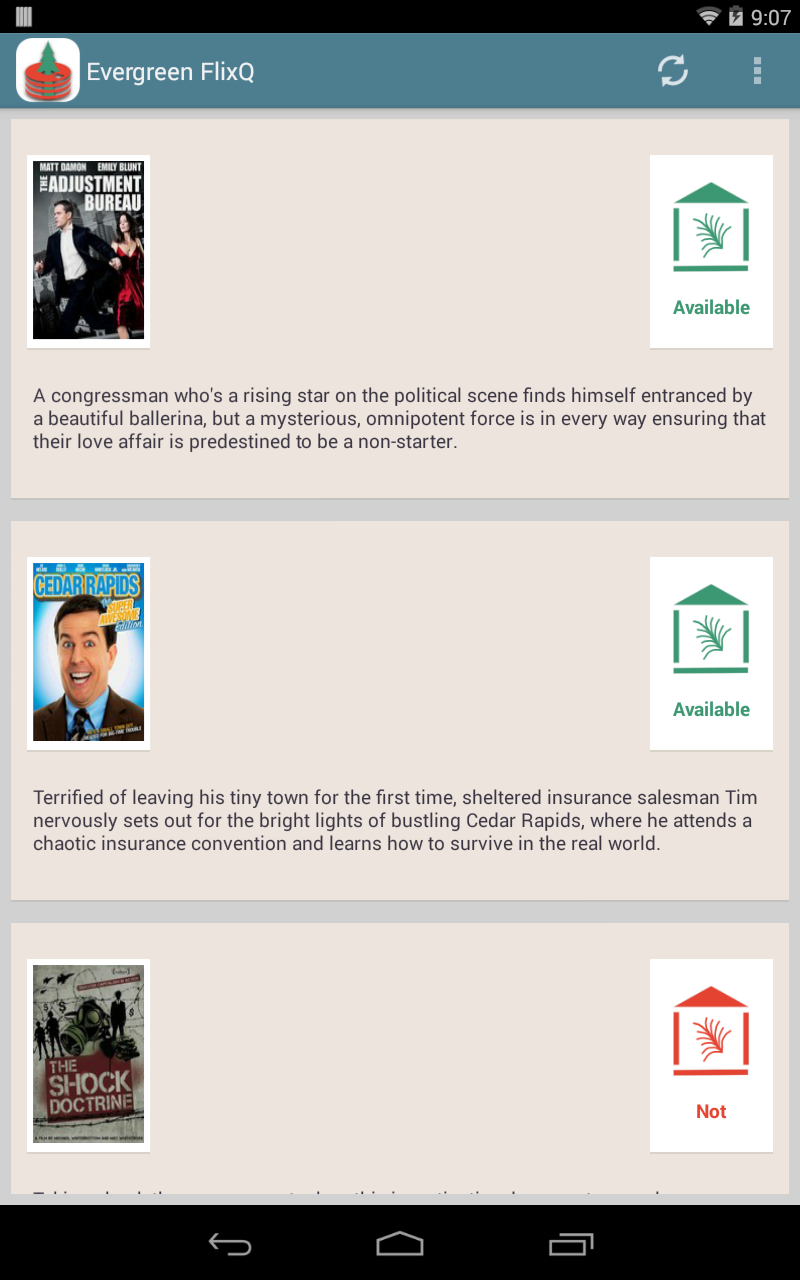 9:07
Evergreen FlixQ
MATT DAMON EMILY BLUNT
THE ADJUSTMENT
BUREAU
Available
A congressman who's a rising star on the political scene finds himself entranced by
a beautiful ballerina, but a mysterious, omnipotent force is in every way ensuring that
their love affair is predestined to be a non-starter.
CEDAR RAPIDS
SUPER
AWESOME
Edition
Available
Terrified of leaving his tiny town for the first time, sheltered insurance salesman Tim
nervously sets out for the bright lights of bustling Cedar Rapids, where he attends a
chaotic insurance convention and learns how to survive in the real world.
THE
SHOCK
DOCTRINE
Not